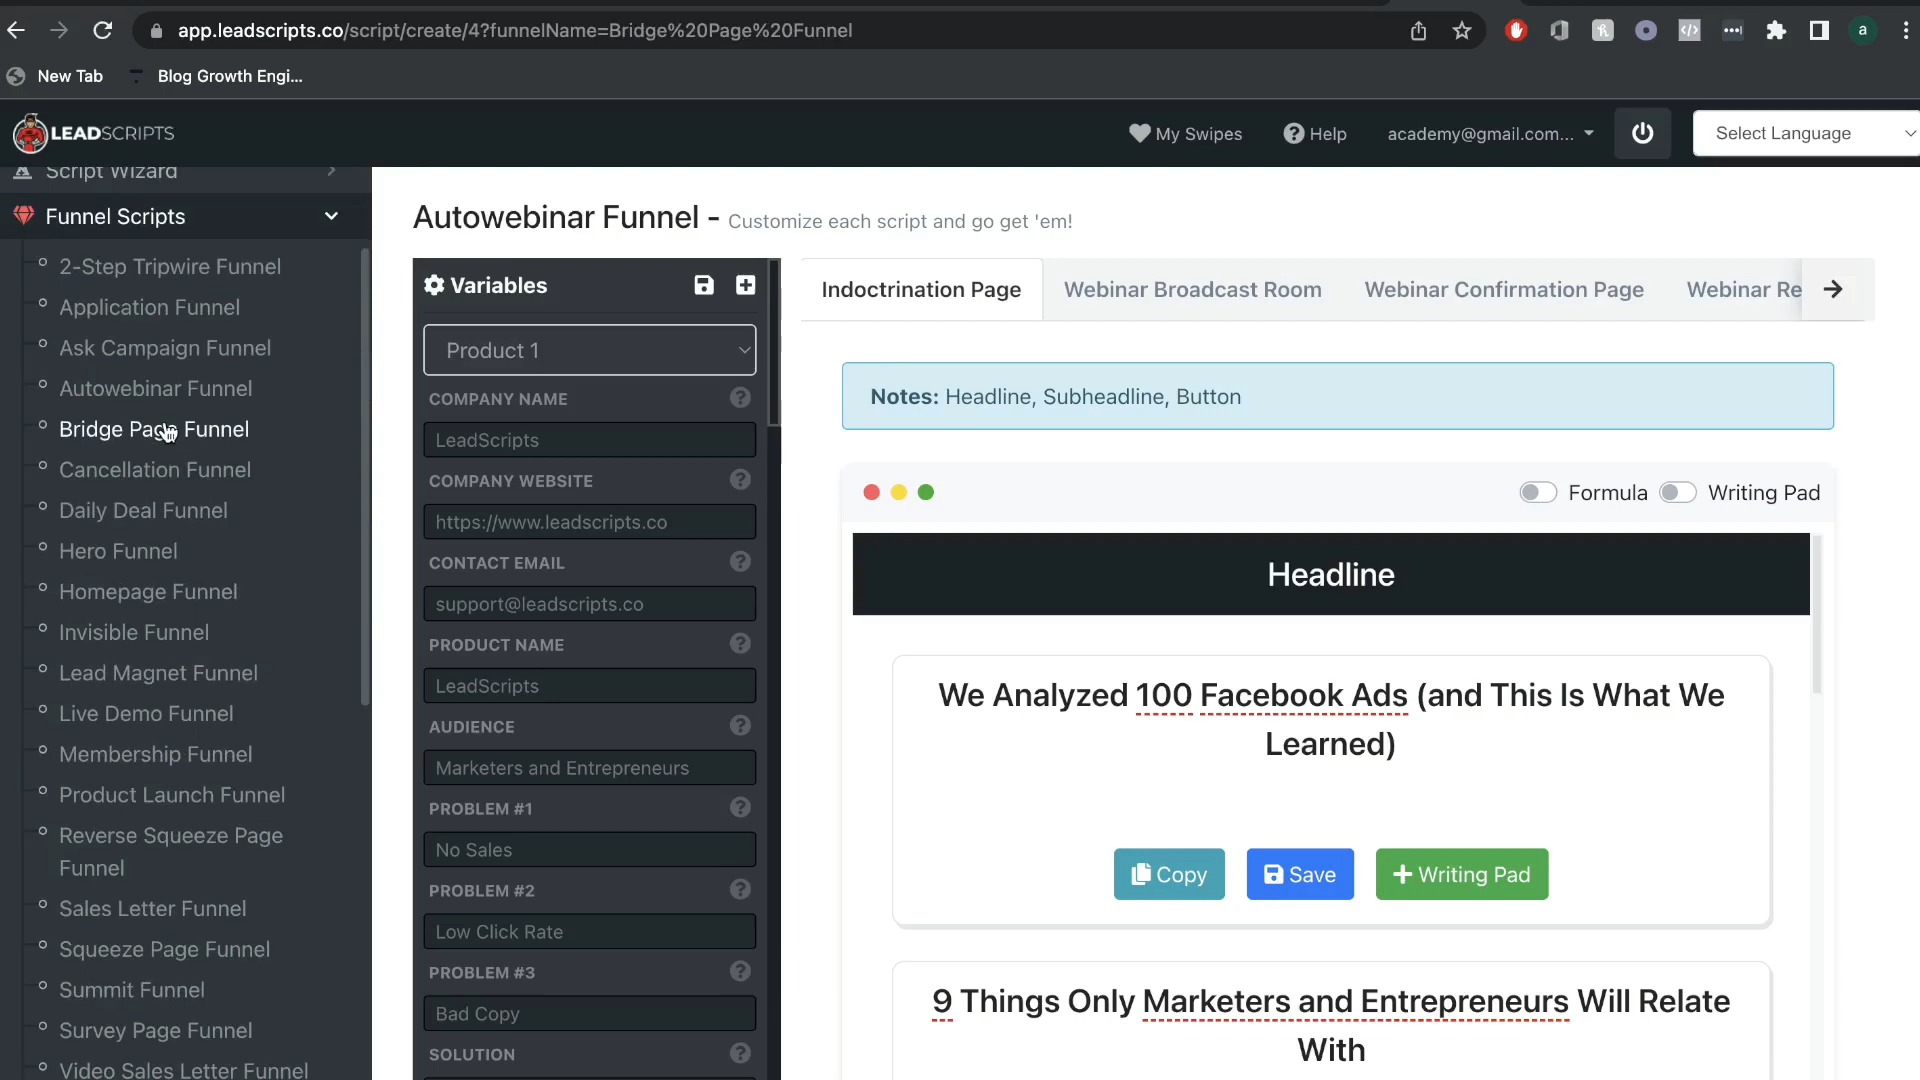 app.leadscripts.co/script/create/4?funnelName=Bridge%20Page%20Funnel
a
New Tab
Blog Growth Engi...
LEADSCRIPTS
My Swipes
Help
academy@gmail.com...
Select Language
Script Wizard
Funnel Scripts
2-Step Tripwire Funnel
Application Funnel
Ask Campaign Funnel
Autowebinar Funnel
Bridge Page Funnel
Cancellation Funnel
Daily Deal Funnel
Hero Funnel
Homepage Funnel
Invisible Funnel
Lead Magnet Funnel
Live Demo Funnel
Membership Funnel
Product Launch Funnel
Reverse Squeeze Page
Funnel
Sales Letter Funnel
Squeeze Page Funnel
Summit Funnel
Survey Page Funnel
Video Sales Letter Funnel
Autowebinar Funnel - Customize each script and go get 'em!
Variables
Product 1
COMPANY NAME
LeadScripts
COMPANY WEBSITE
https://www.leadscripts.co
CONTACT EMAIL
support@leadscripts.co
PRODUCT NAME
LeadScripts
AUDIENCE
Marketers and Entrepreneurs
PROBLEM #1
No Sales
PROBLEM #2
Low Click Rate
PROBLEM #3
Bad Copy
SOLUTION
Indoctrination Page
Webinar Broadcast Room
Webinar Confirmation Page
Webinar Re
Notes: Headline, Subheadline, Button
Formula
Writing Pad
Headline
We Analyzed 100 Facebook Ads (and This Is What We
Learned)
Copy
Save
Writing Pad
9 Things Only Marketers and Entrepreneurs Will Relate
With